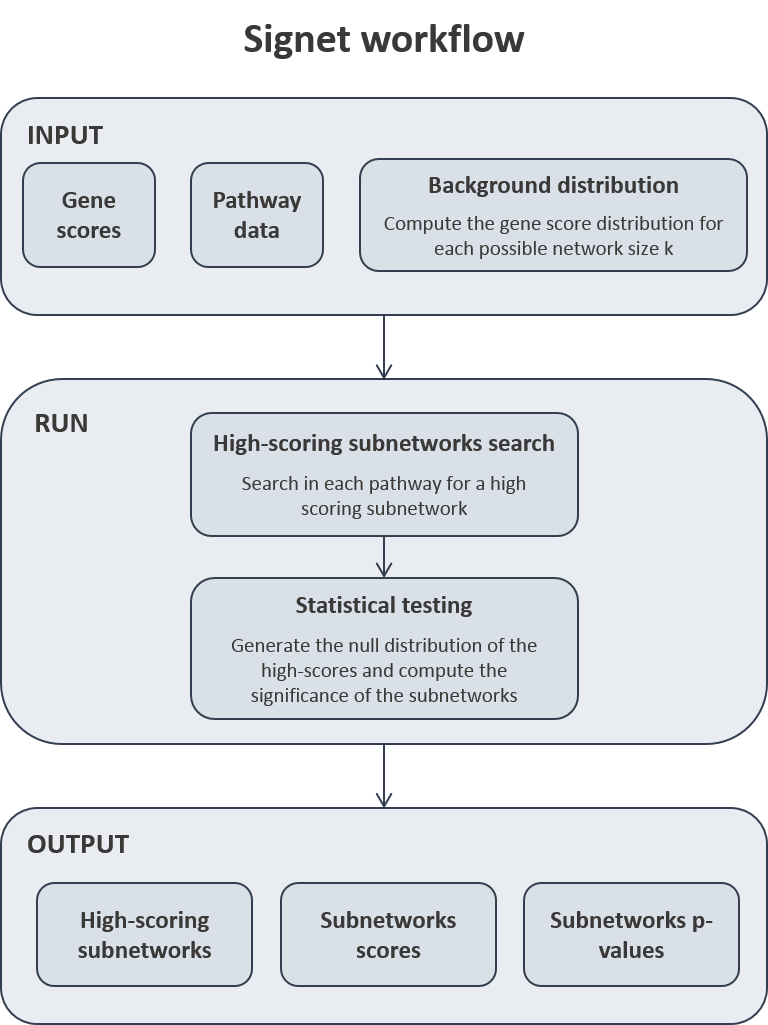 Signet workflow
INPUT
Gene
scores
Pathway
data
Background distribution
Compute the gene score distribution for
each possible network size k
RUN
High-scoring subnetworks search
Search in each pathway for a high
scoring subnetwork
Statistical testing
Generate the null distribution of the
high-scores and compute the
significance of the subnetworks
OUTPUT
High-scoring
subnetworks
Subnetworks
scores
Subnetworks p-
values